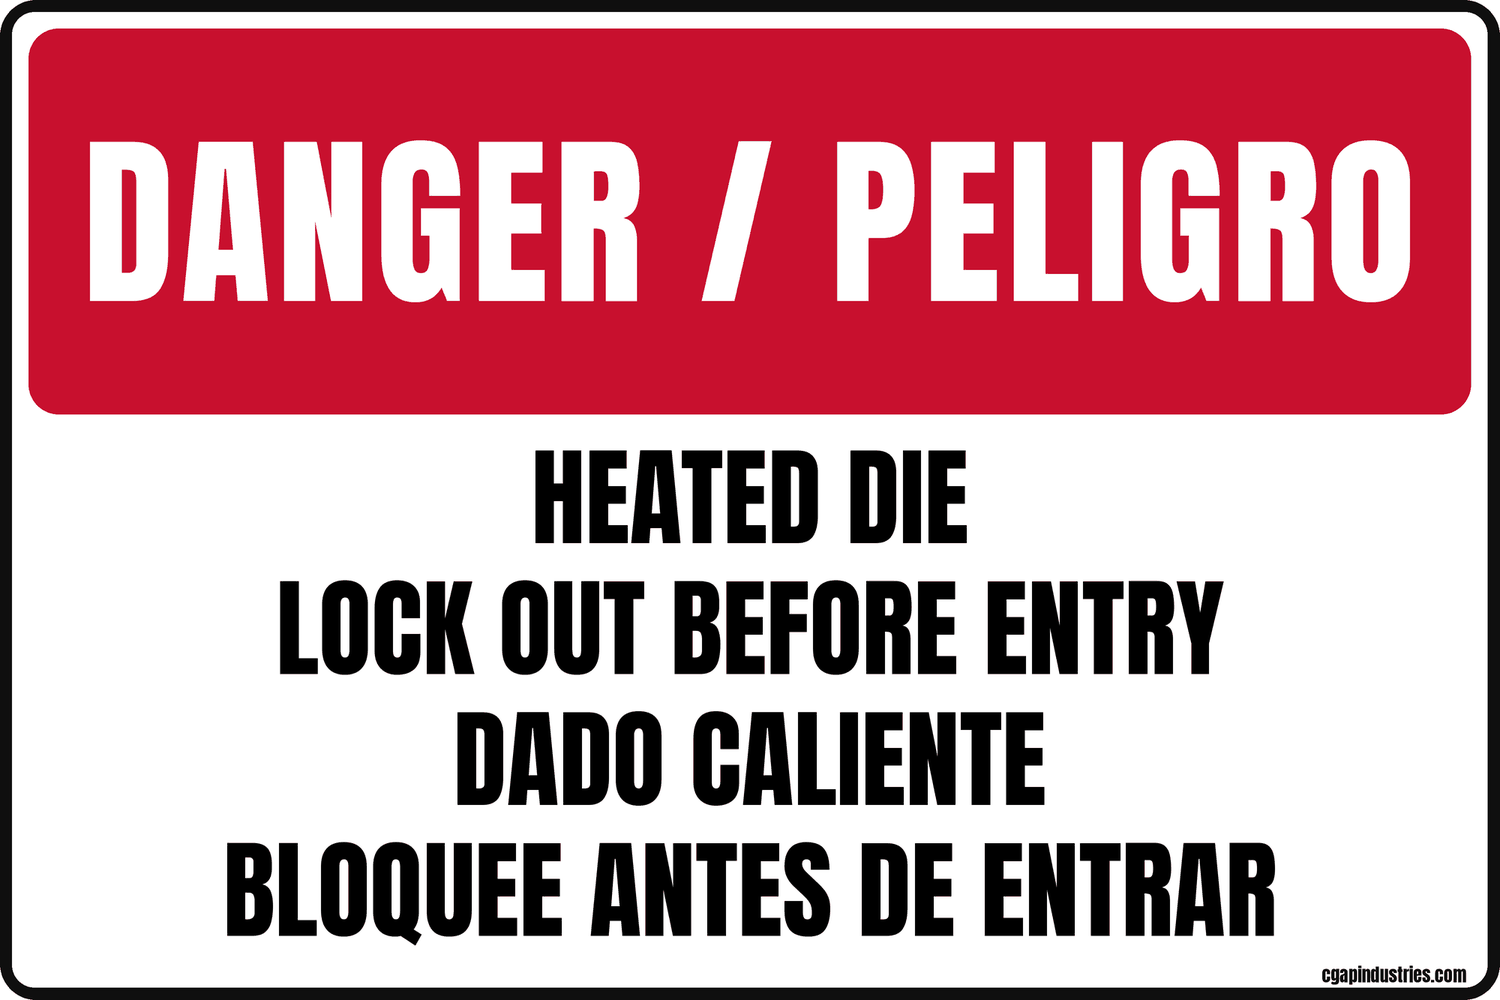 DANGER / PELIGRO
HEATED DIE
LOCK OUT BEFORE ENTRY
DADO CALIENTE
BLOQUEE ANTES DE ENTRAR
cgapindustries.com